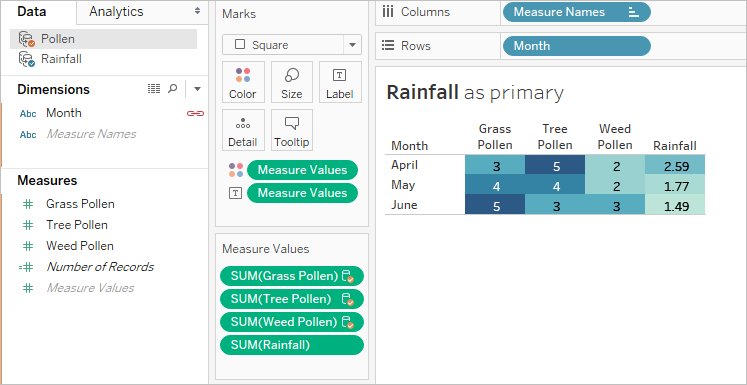 Data
Analytics
Pollen
Rainfall
Dimensions
Abc Month
Abc Measure Names
Measures
Grass Pollen
Tree Pollen
Weed Pollen
Number of Records
Measure Values
Marks
Square
Color
Size
T
Label
Detail
Tooltip
Measure Values
T Measure Values
Measure Values
SUM(Grass Pollen)
SUM(Tree Pollen)
SUM(Weed Pollen)
SUM(Rainfall)
Columns
Measure Names
Rows
Month
Rainfall as primary
Grass Tree Weed
Month Pollen Pollen Pollen Rainfall
April 3 5 2 2.59
May 4 4 2 1.77
June 5 3 3 1.49